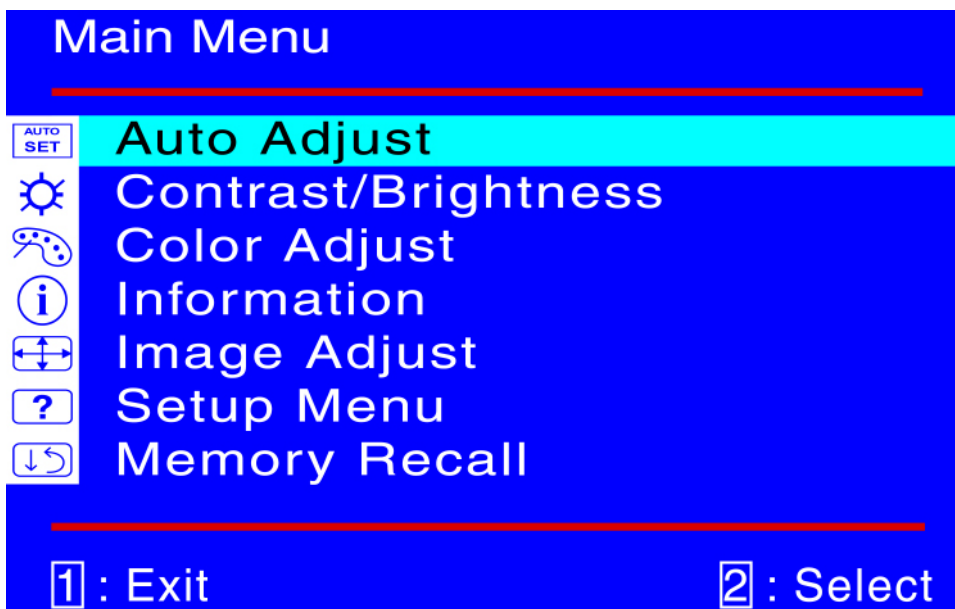 Main Menu
AUTO SET
Auto Adjust
Contrast/Brightness
Color Adjust
i
Information
Image Adjust
?
Setup Menu
Memory Recall
1 : Exit
2 : Select